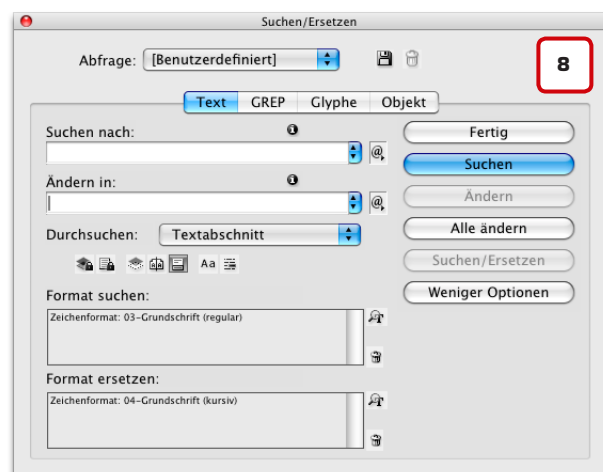 Suchen/Ersetzen
Abfrage: [Benutzerdefiniert]
8
Text GREP Glyphe Objekt
Suchen nach:
Fertig
@
Suchen
Ändern in:
Ändern
@
Durchsuchen: Textabschnitt
Alle ändern
Aa
Suchen/Ersetzen
Format suchen:
Weniger Optionen
Zeichenformat: 03-Grundschrift (regular)
Format ersetzen:
Zeichenformat: 04-Grundschrift (kursiv)